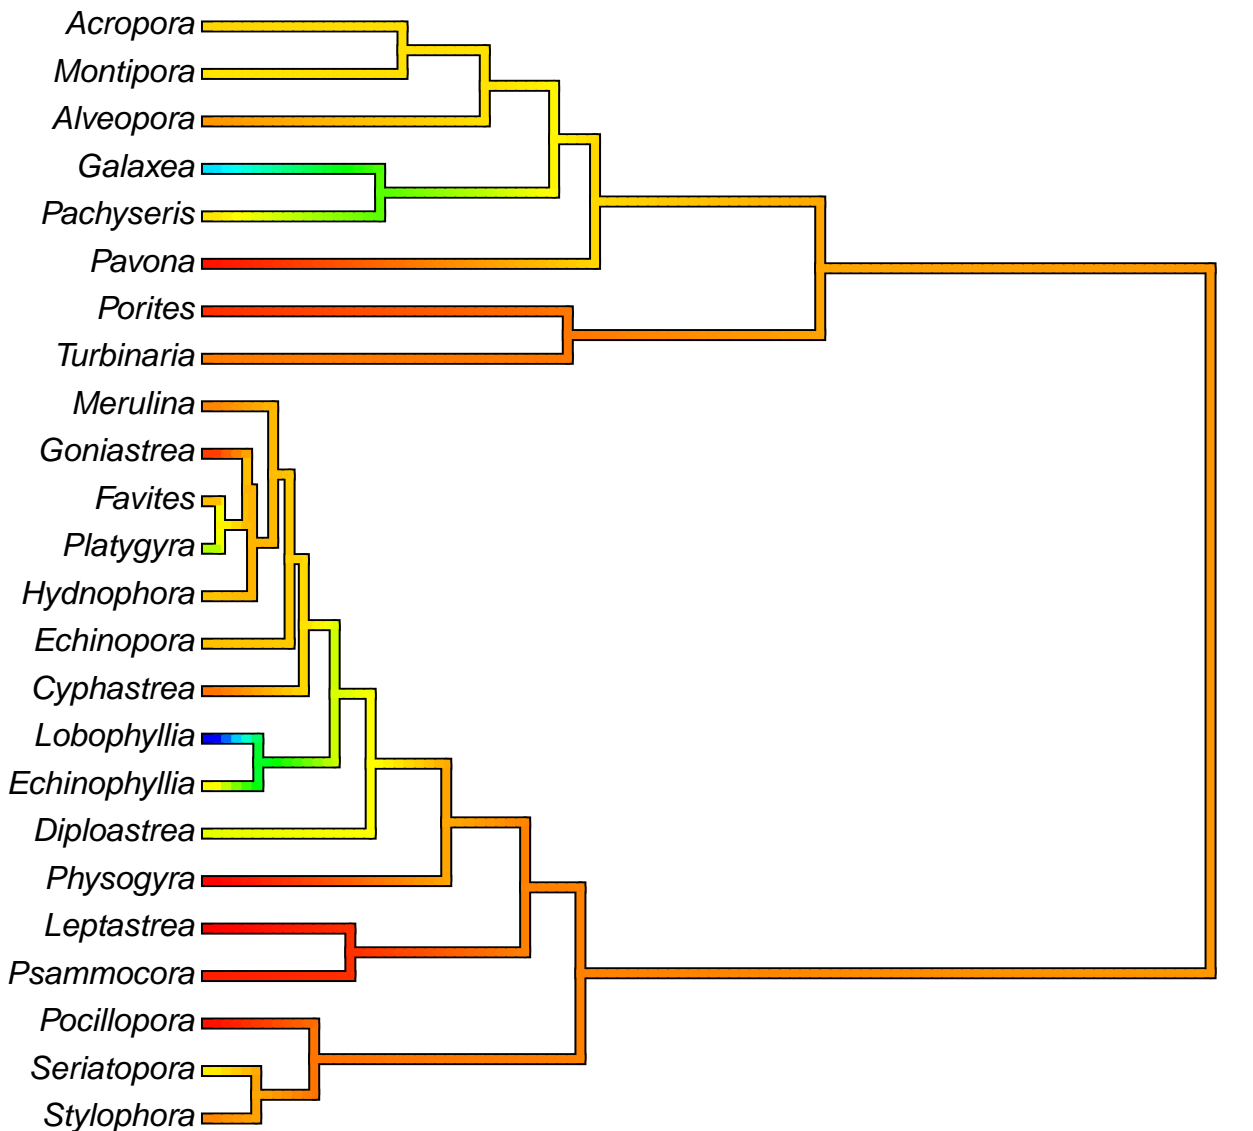 Acropora
Montipora
Alveopora
Galaxea
Pachyseris
Pavona
Porites
Turbinaria
Merulina
Goniastrea
Favites
Platygyra
Hydnophora
Echinopora
Cyphastrea
Lobophyllia
Echinophyllia
Diploastrea
Physogyra
Leptastrea
Psammocora
Pocillopora
Seriatopora
Stylophora